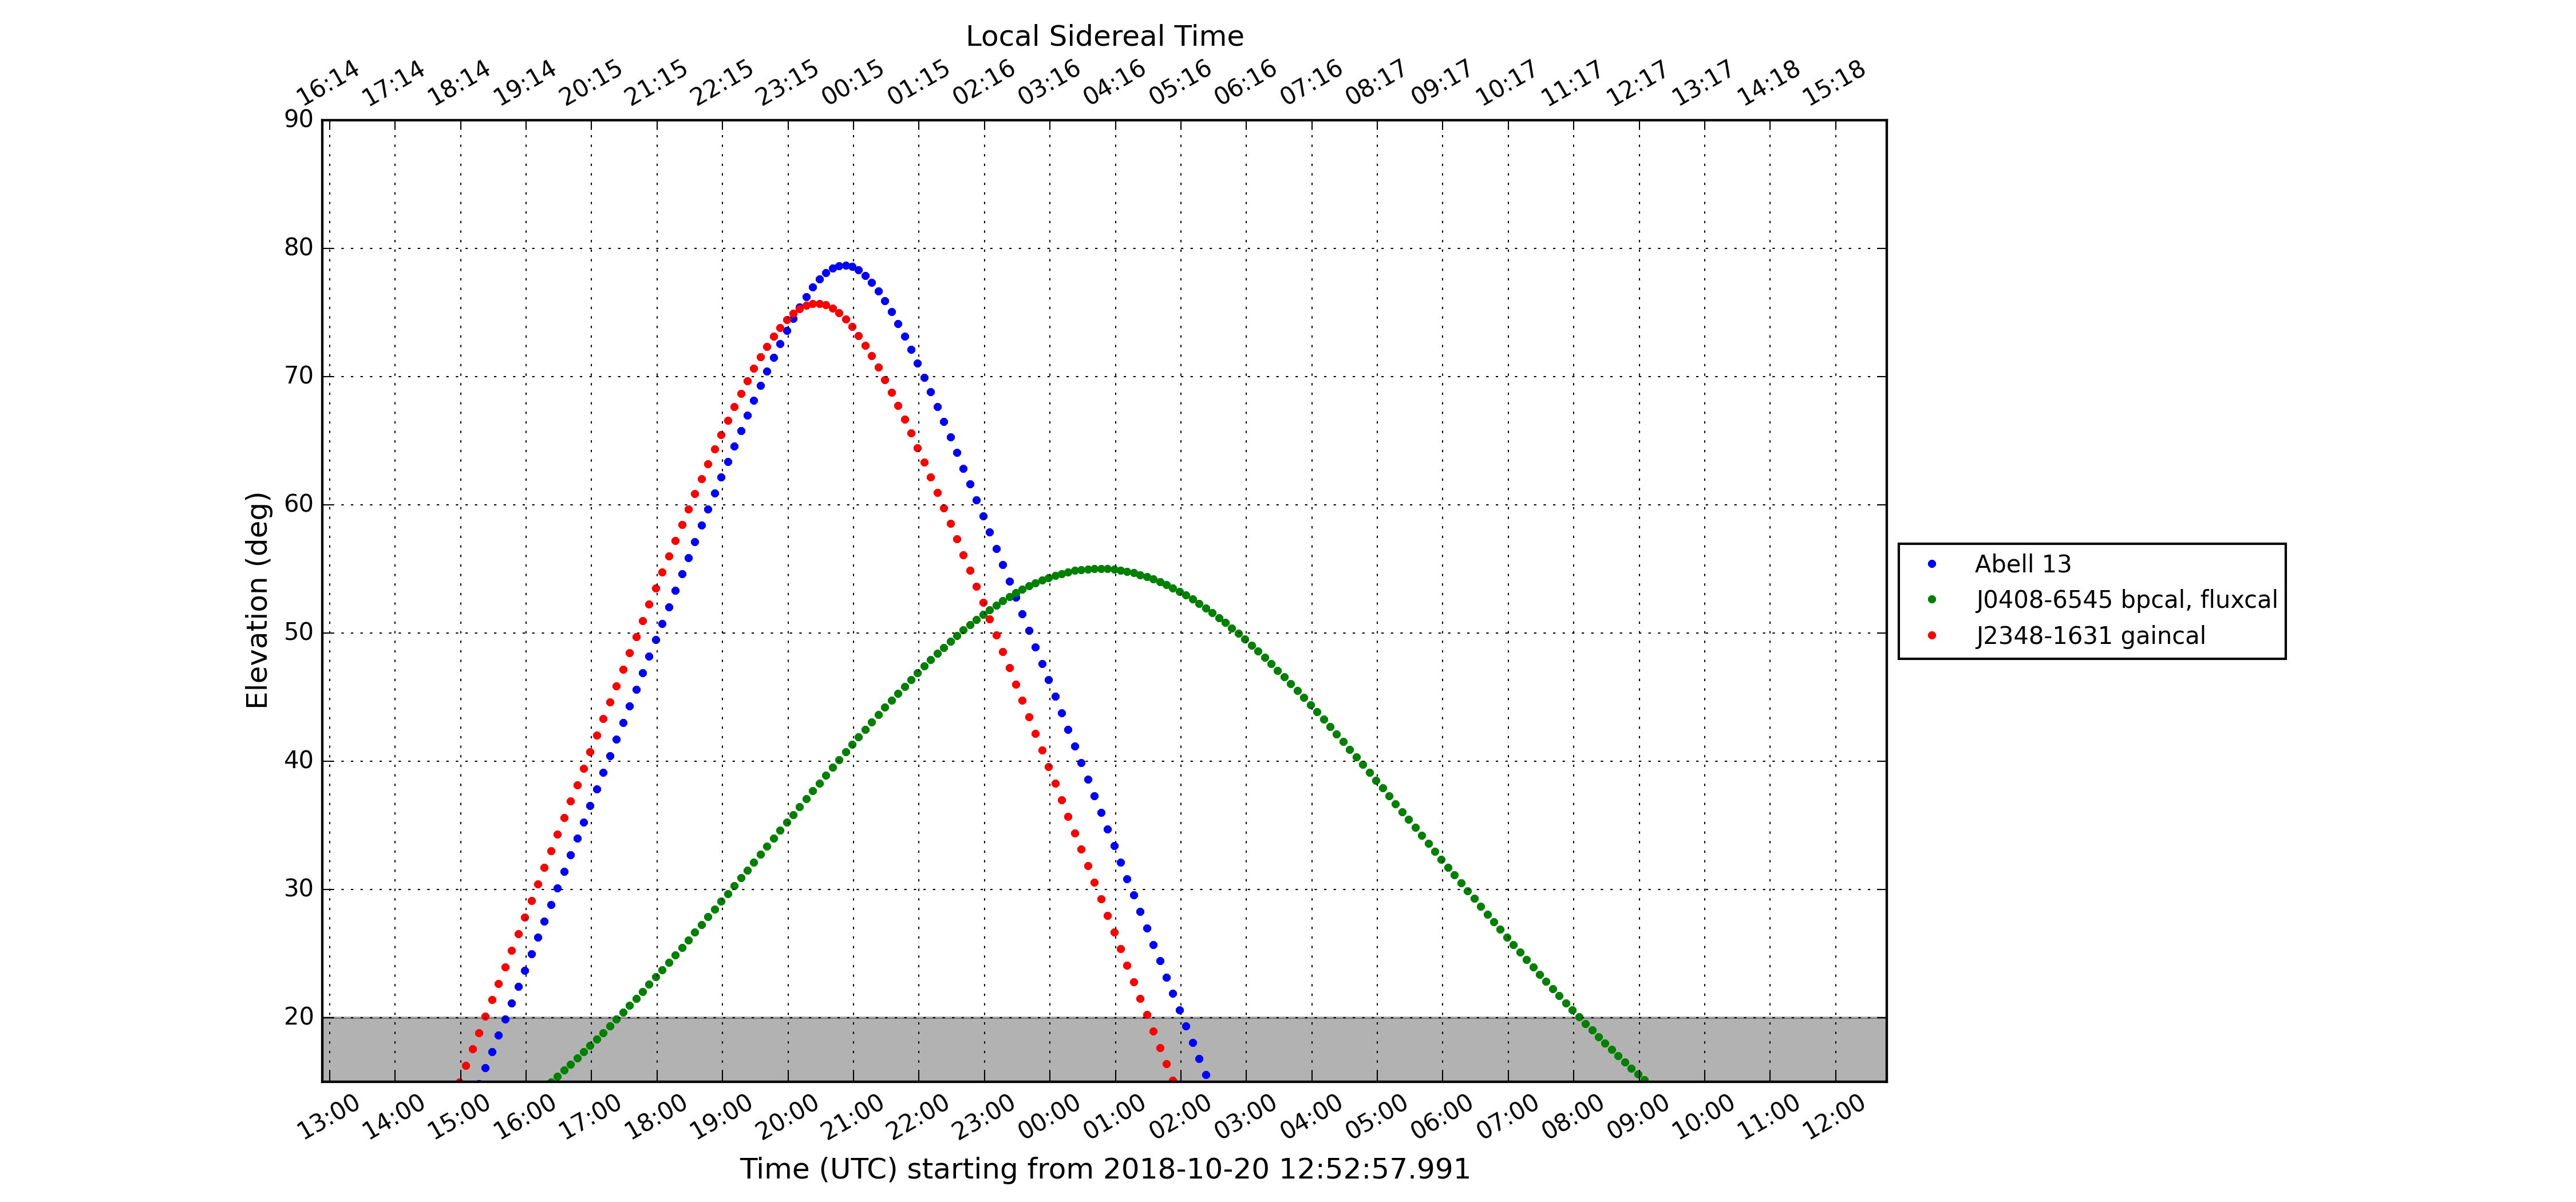 Local Sidereal Time
16:14 17:14 18:14 19:14 20:15 21:15 22:15 23:15 00:15 01:15 02:16 03:16 04:16 05:16 06:16 07:16 08:17 09:17 10:17 11:17 12:17 13:17 14:18 15:18
90
80
70
60
50
40
30
20
Elevation (deg)
Abell 13
J0408-6545 bpcal, fluxcal
J2348-1631 gaincal
13:00 14:00 15:00 16:00 17:00 18:00 19:00 20:00 21:00 22:00 23:00 00:00 01:00 02:00 03:00 04:00 05:00 06:00 07:00 08:00 09:00 10:00 11:00 12:00
Time (UTC) starting from 2018-10-20 12:52:57.991